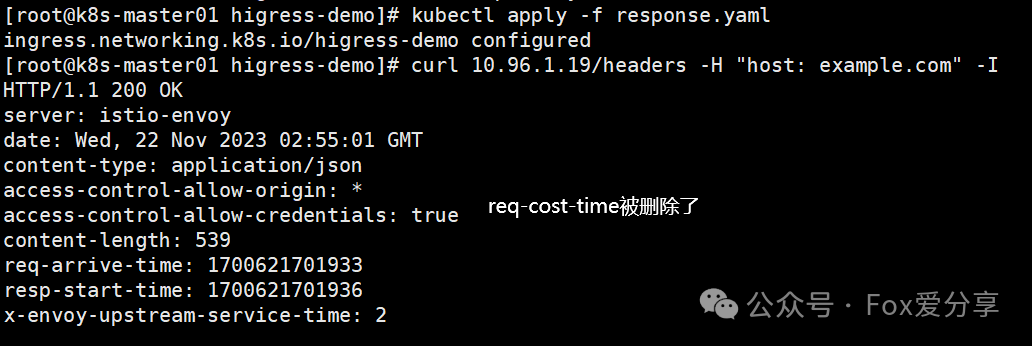 [root@k8s-master01 higress-demo]# kubectl apply -f response.yaml
ingress.networking.k8s.io/higress-demo configured
[root@k8s-master01 higress-demo]# curl 10.96.1.19/headers -H "host: example.com" -I
HTTP/1.1 200 OK
server: istio-envoy
date: Wed, 22 Nov 2023 02:55:01 GMT
content-type: application/json
access-control-allow-origin: *
access-control-allow-credentials: true
req-cost-time被删除了
content-length: 539
req-arrive-time: 1700621701933
resp-start-time: 1700621701936
x-envoy-upstream-service-time: 2
公众号 · Fox爱分享